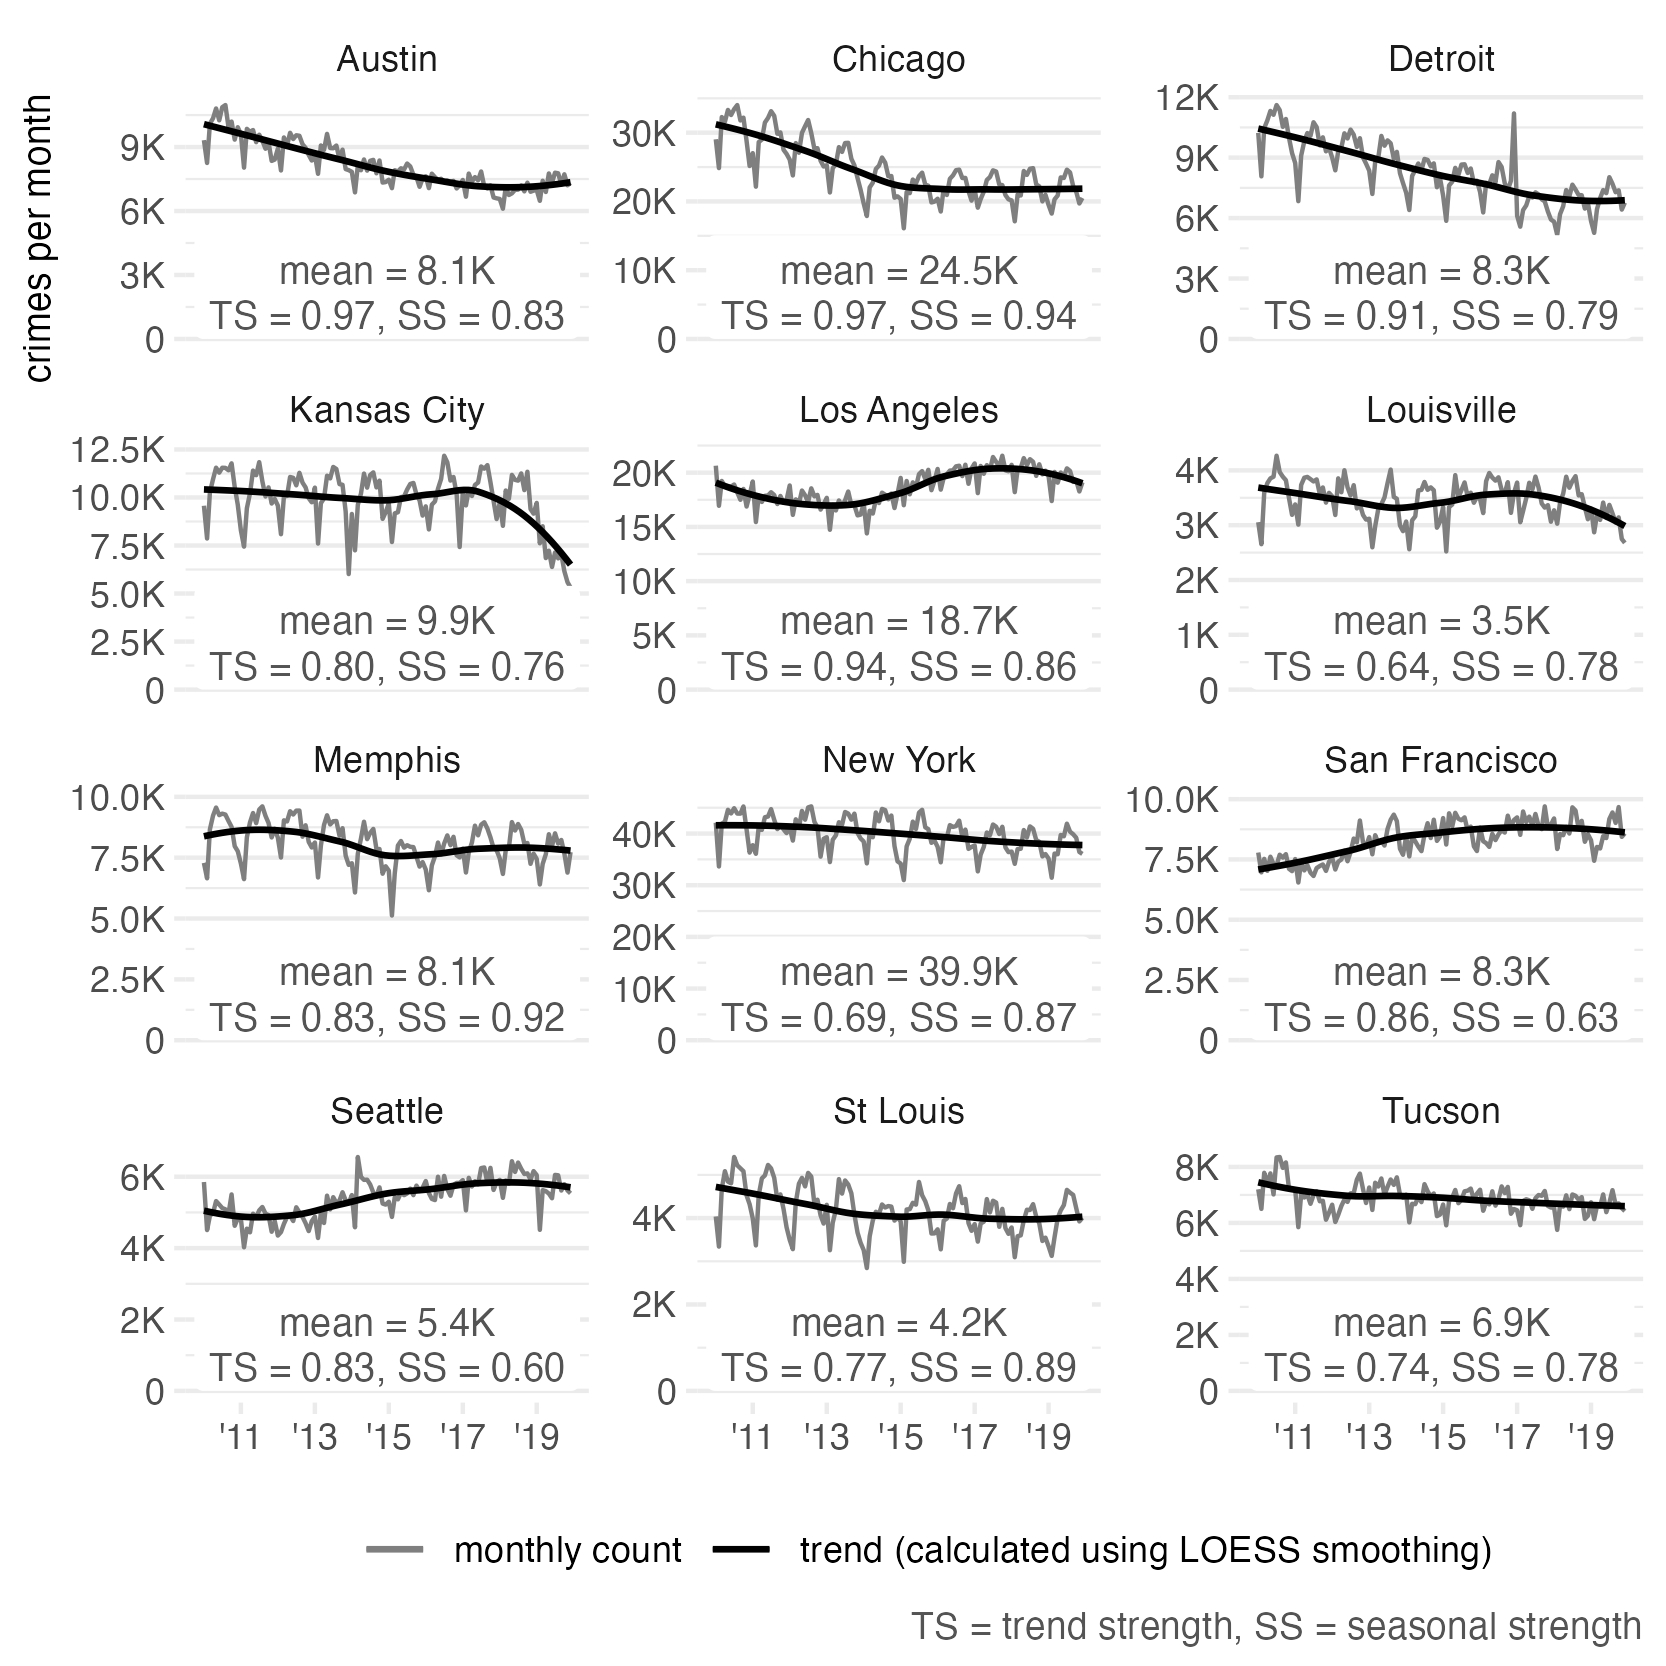 crimes per month
Austin
9K
6K
3K
0
mean = 8.1K
TS = 0.97, SS = 0.83
Chicago
30K
20K
10K
0
mean = 24.5K
TS = 0.97, SS = 0.94
Detroit
12K
9K
6K
3K
0
mean = 8.3K
TS = 0.91, SS = 0.79
Kansas City
12.5K
10.0K
7.5K
5.0K
2.5K
0
mean = 9.9K
TS = 0.80, SS = 0.76
Los Angeles
20K
15K
10K
5K
0
mean = 18.7K
TS = 0.94, SS = 0.86
Louisville
4K
3K
2K
1K
0
mean = 3.5K
TS = 0.64, SS = 0.78
Memphis
10.0K
7.5K
5.0K
2.5K
0
mean = 8.1K
TS = 0.83, SS = 0.92
New York
40K
30K
20K
10K
0
mean = 39.9K
TS = 0.69, SS = 0.87
San Francisco
10.0K
7.5K
5.0K
2.5K
0
mean = 8.3K
TS = 0.86, SS = 0.63
Seattle
6K
4K
2K
0
mean = 5.4K
TS = 0.83, SS = 0.60
'11 '13 '15 '17 '19
St Louis
4K
2K
0
mean = 4.2K
TS = 0.77, SS = 0.89
'11 '13 '15 '17 '19
Tucson
8K
6K
4K
2K
0
mean = 6.9K
TS = 0.74, SS = 0.78
'11 '13 '15 '17 '19
monthly count
trend (calculated using LOESS smoothing)
TS = trend strength, SS = seasonal strength